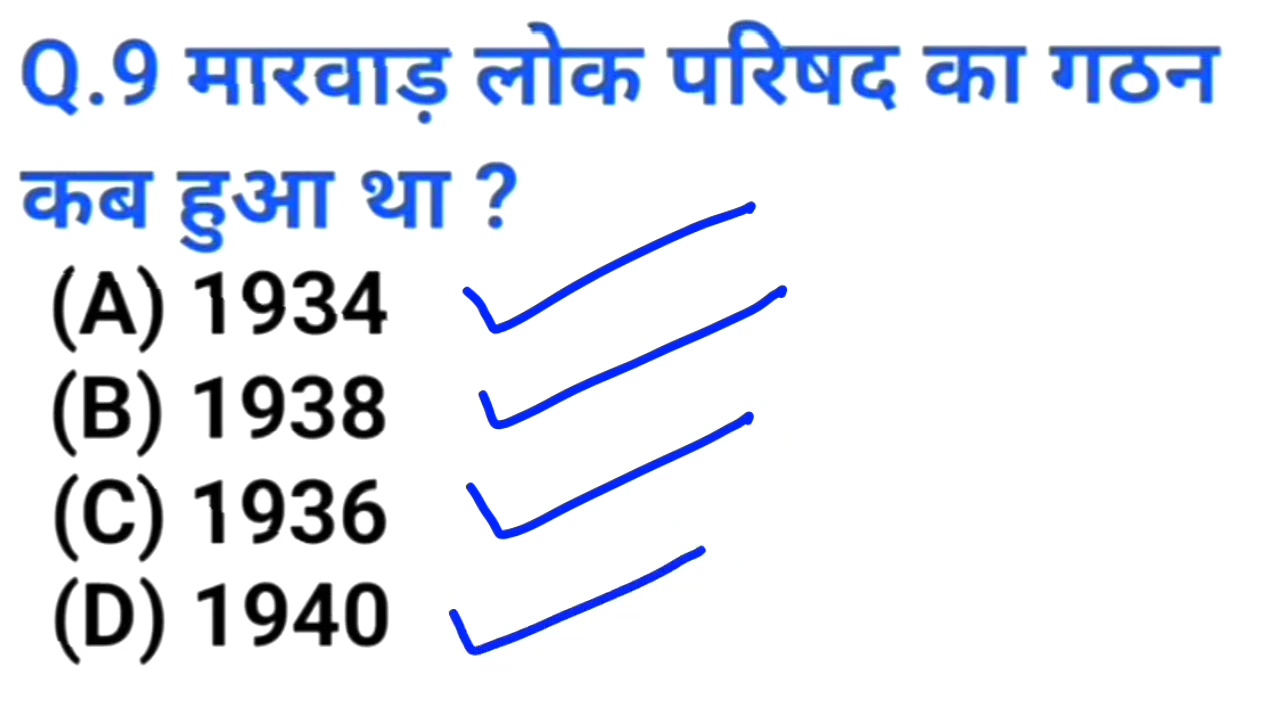 Q.9 मारवाड़ लोक परिषद का गठन
कब हुआ था ?
(A) 1934
(B) 1938
(C) 1936
(D) 1940